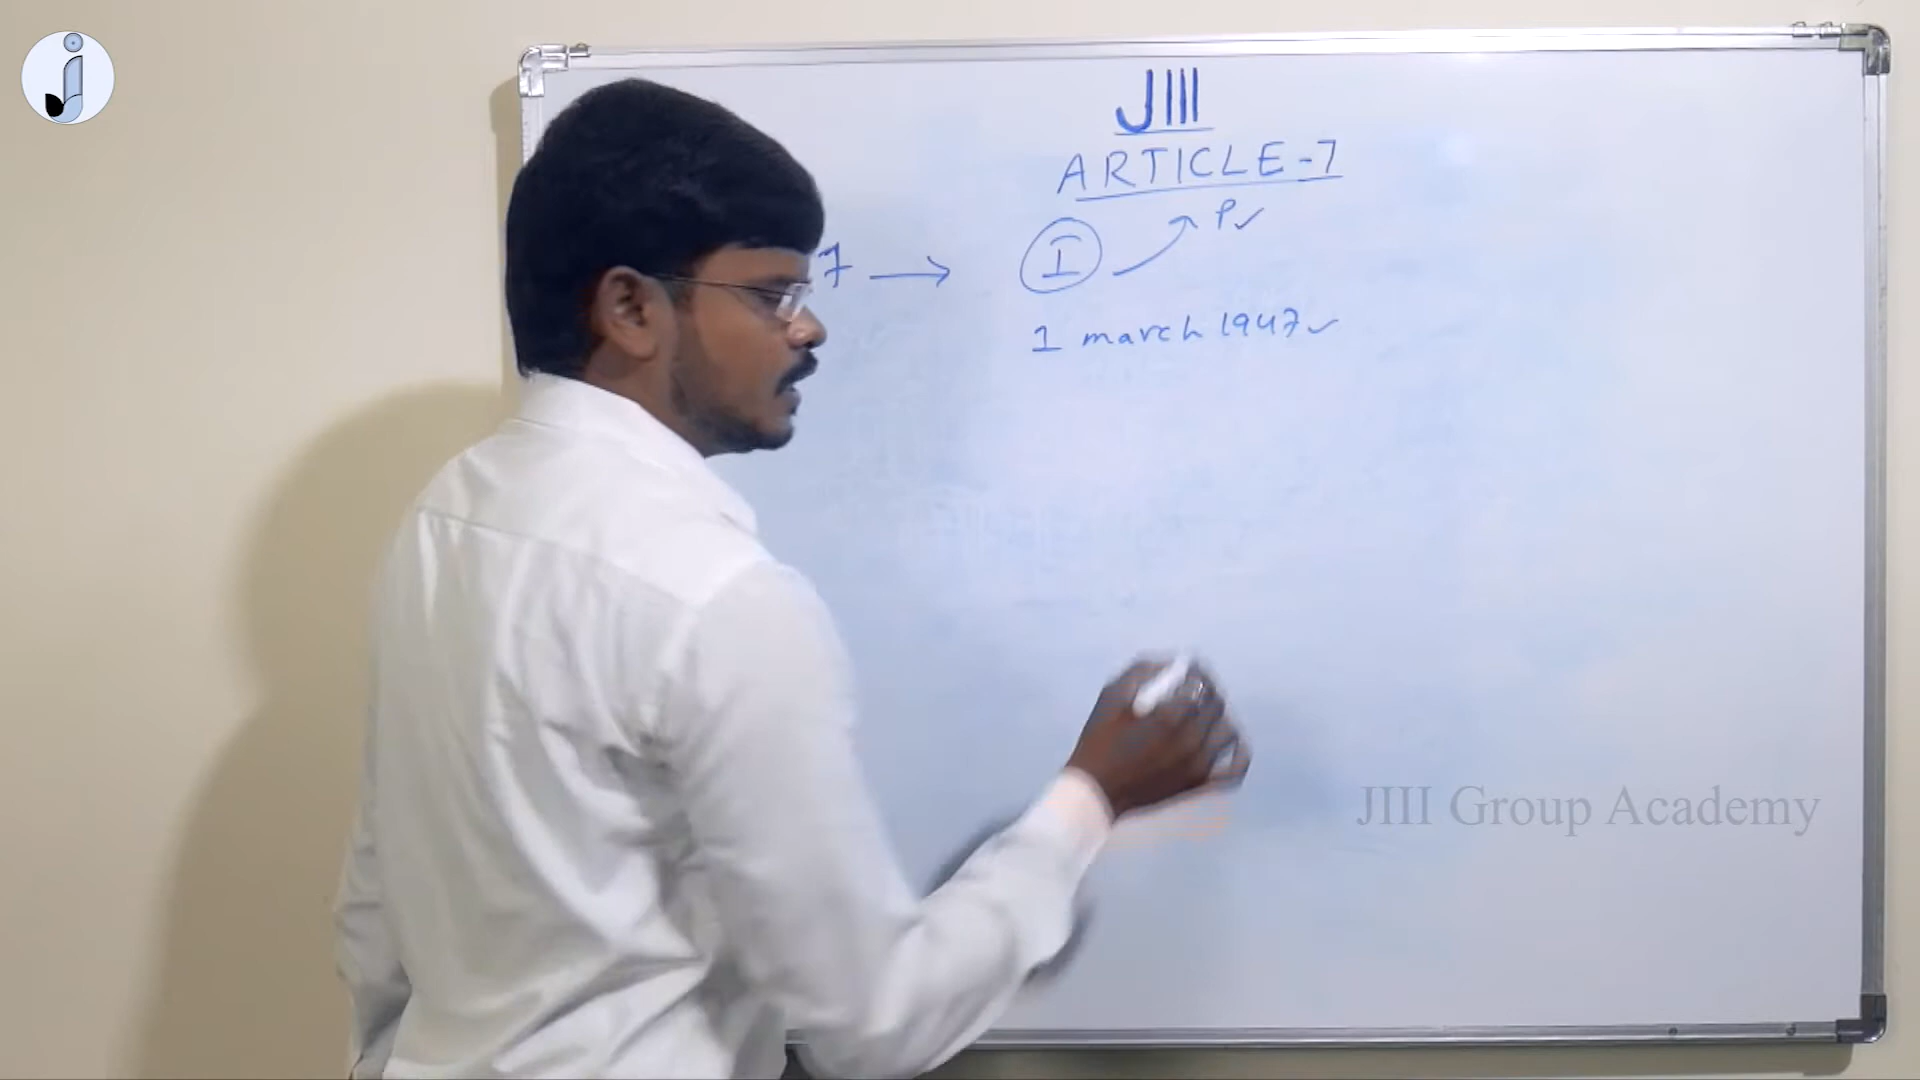 JIII
ARTICLE-7
P✓
7 → I
1 march 1947✓
JIII Group Academy